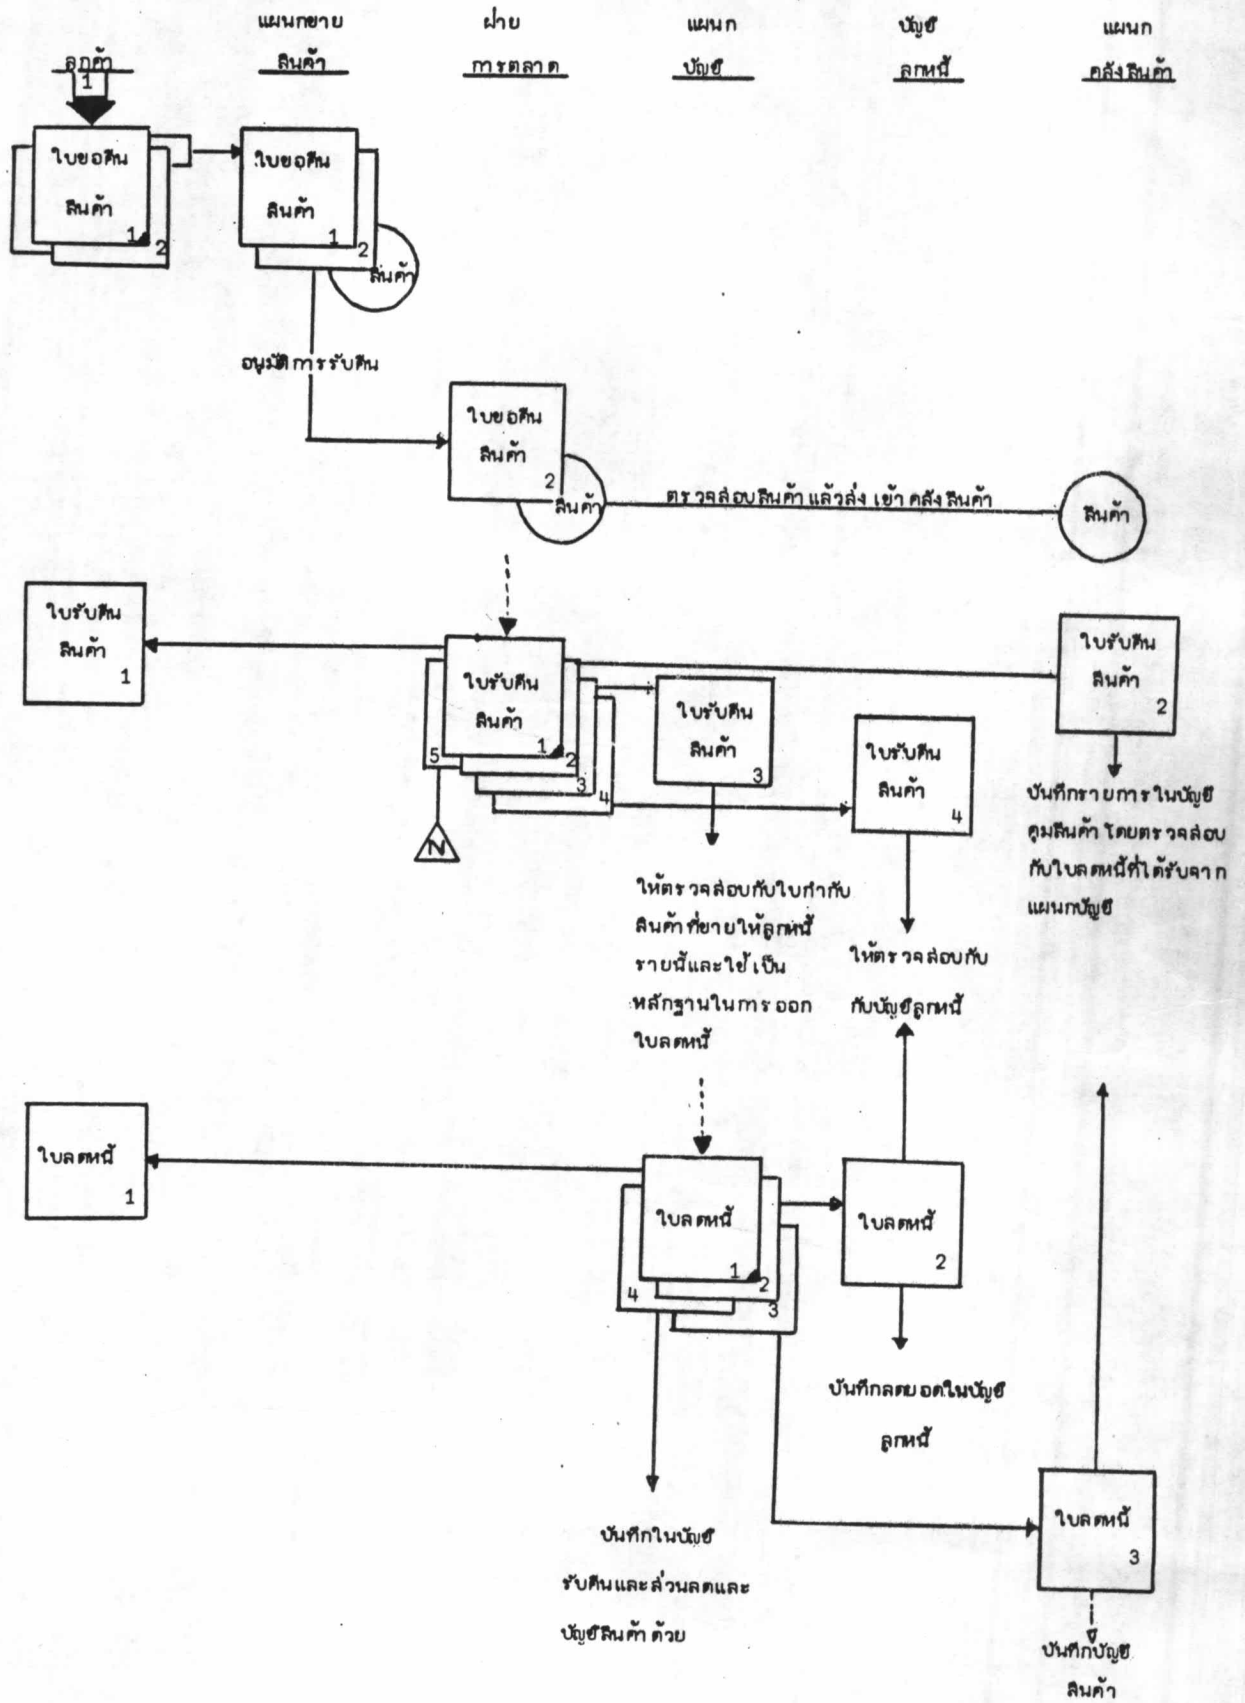 ลูกค้า
แผนกขาย
สินค้า
ฝ่าย
การตลาด
แผนก
บัญชี
บัญชี
ลูกหนี้
แผนก
คลังสินค้า
1
ใบขอคืน
สินค้า
1
2
ใบขอคืน
สินค้า
1
2
สินค้า
อนุมัติการรับคืน
ใบขอคืน
สินค้า
2
สินค้า
ตรวจสอบสินค้าแล้วส่งเข้าคลังสินค้า
สินค้า
ใบรับคืน
สินค้า
1
ใบรับคืน
สินค้า
1
2
3
4
5
N
ใบรับคืน
สินค้า
3
ใบรับคืน
สินค้า
4
ใบรับคืน
สินค้า
2
บันทึกรายการในบัญชี
คุมสินค้าโดยตรวจสอบ
กับใบลดหนี้ที่ได้รับจาก
แผนกบัญชี
ให้ตรวจสอบกับใบกำกับ
สินค้าที่ขายให้ลูกหนี้
รายนี้และใช้เป็น
หลักฐานในการออก
ใบลดหนี้
ให้ตรวจสอบกับ
กับบัญชีลูกหนี้
ใบลดหนี้
1
ใบลดหนี้
1
2
3
4
ใบลดหนี้
2
บันทึกลดยอดในบัญชี
ลูกหนี้
ใบลดหนี้
3
บันทึกในบัญชี
รับคืนและส่วนลดและ
บัญชีสินค้าด้วย
บันทึกบัญชี
สินค้า